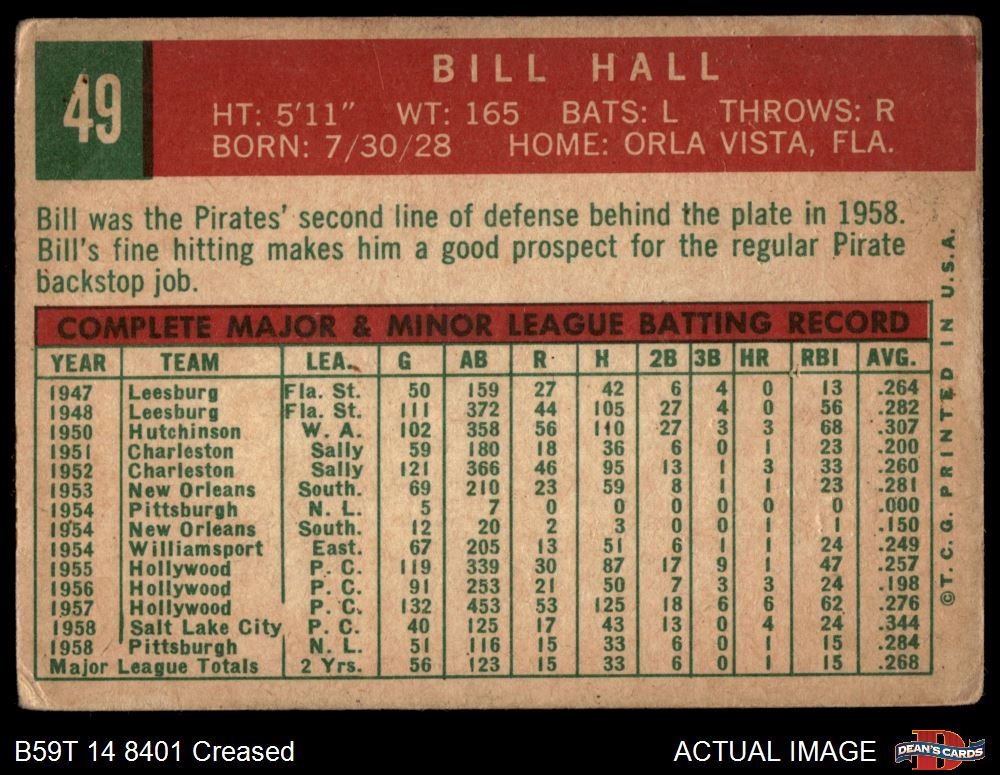 49
BILL HALL
HT: 5'11" WT: 165 BATS: L THROWS: R
BORN: 7/30/28 HOME: ORLA VISTA, FLA.
Bill was the Pirates' second line of defense behind the plate in 1958.
Bill's fine hitting makes him a good prospect for the regular Pirate
backstop job.
COMPLETE MAJOR & MINOR LEAGUE BATTING RECORD
YEAR TEAM LEA. G AB R H 2B 3B HR RBI AVG.
1947 Leesburg Fla. St. 50 159 27 42 6 4 0 13 .264
1948 Leesburg Fla. St. 111 372 44 105 27 4 0 56 .282
1950 Hutchinson W. A. 102 358 56 110 27 3 3 68 .307
1951 Charleston Sally 59 180 18 36 6 0 1 23 .200
1952 Charleston Sally 121 366 46 95 13 1 3 33 .260
1953 New Orleans South. 69 210 23 59 8 1 1 23 .281
1954 Pittsburgh N. L. 5 7 0 0 0 0 0 0 .000
1954 New Orleans South. 12 20 2 3 0 0 1 1 .150
1954 Williamsport East. 67 205 13 51 6 1 1 24 .249
1955 Hollywood P. C. 119 339 30 87 17 9 1 47 .257
1956 Hollywood P. C. 91 253 21 50 7 3 3 24 .198
1957 Hollywood P. C. 132 453 53 125 18 6 6 62 .276
1958 Salt Lake City P. C. 40 125 17 43 13 0 4 24 .344
1958 Pittsburgh N. L. 51 116 15 33 6 0 1 15 .284
Major League Totals 2 Yrs. 56 123 15 33 6 0 1 15 .268
©T. C. G. PRINTED IN U.S.A.
B59T 14 8401 Creased
ACTUAL IMAGE
D
DEAN'S CARDS